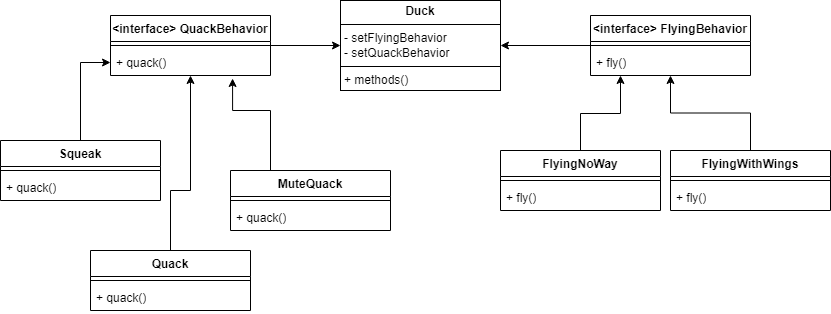 <interface> QuackBehavior
+ quack()
Duck
- setFlyingBehavior
- setQuackBehavior
+ methods()
<interface> FlyingBehavior
+ fly()
Squeak
+ quack()
MuteQuack
+ quack()
Quack
+ quack()
FlyingNoWay
+ fly()
FlyingWithWings
+ fly()